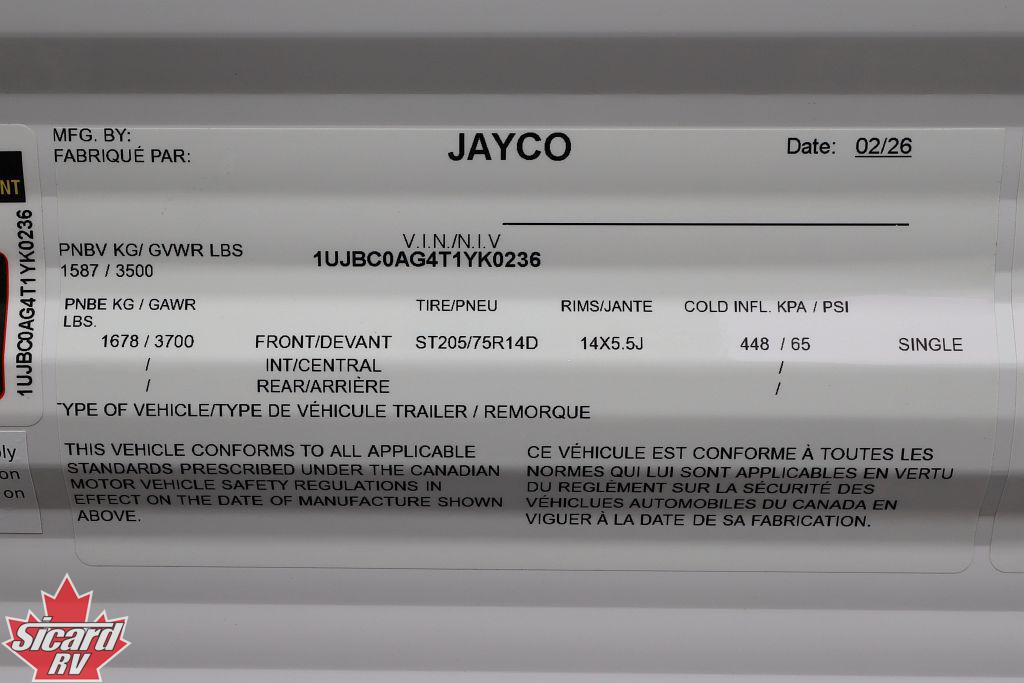 MFG. BY:
FABRIQUÉ PAR:
JAYCO
Date: 02/26
V.I.N./N.I.V
1UJBC0AG4T1YK0236
PNBV KG/ GVWR LBS
1587 / 3500
PNBE KG / GAWR
LBS.
TIRE/PNEU RIMS/JANTE COLD INFL. KPA / PSI
1678 / 3700 FRONT/DEVANT ST205/75R14D 14X5.5J 448 / 65 SINGLE
/ INT/CENTRAL /
/ REAR/ARRIÈRE /
TYPE OF VEHICLE/TYPE DE VÉHICULE TRAILER / REMORQUE
THIS VEHICLE CONFORMS TO ALL APPLICABLE
STANDARDS PRESCRIBED UNDER THE CANADIAN
MOTOR VEHICLE SAFETY REGULATIONS IN
EFFECT ON THE DATE OF MANUFACTURE SHOWN
ABOVE.
CE VÉHICULE EST CONFORME À TOUTES LES
NORMES QUI LUI SONT APPLICABLES EN VERTU
DU REGLÉMENT SUR LA SÉCURITÉ DES
VÉHICLUES AUTOMOBILES DU CANADA EN
VIGUER À LA DATE DE SA FABRICATION.
NT
1UJBC0AG4T1YK0236
ly
on
on
Sicard
RV